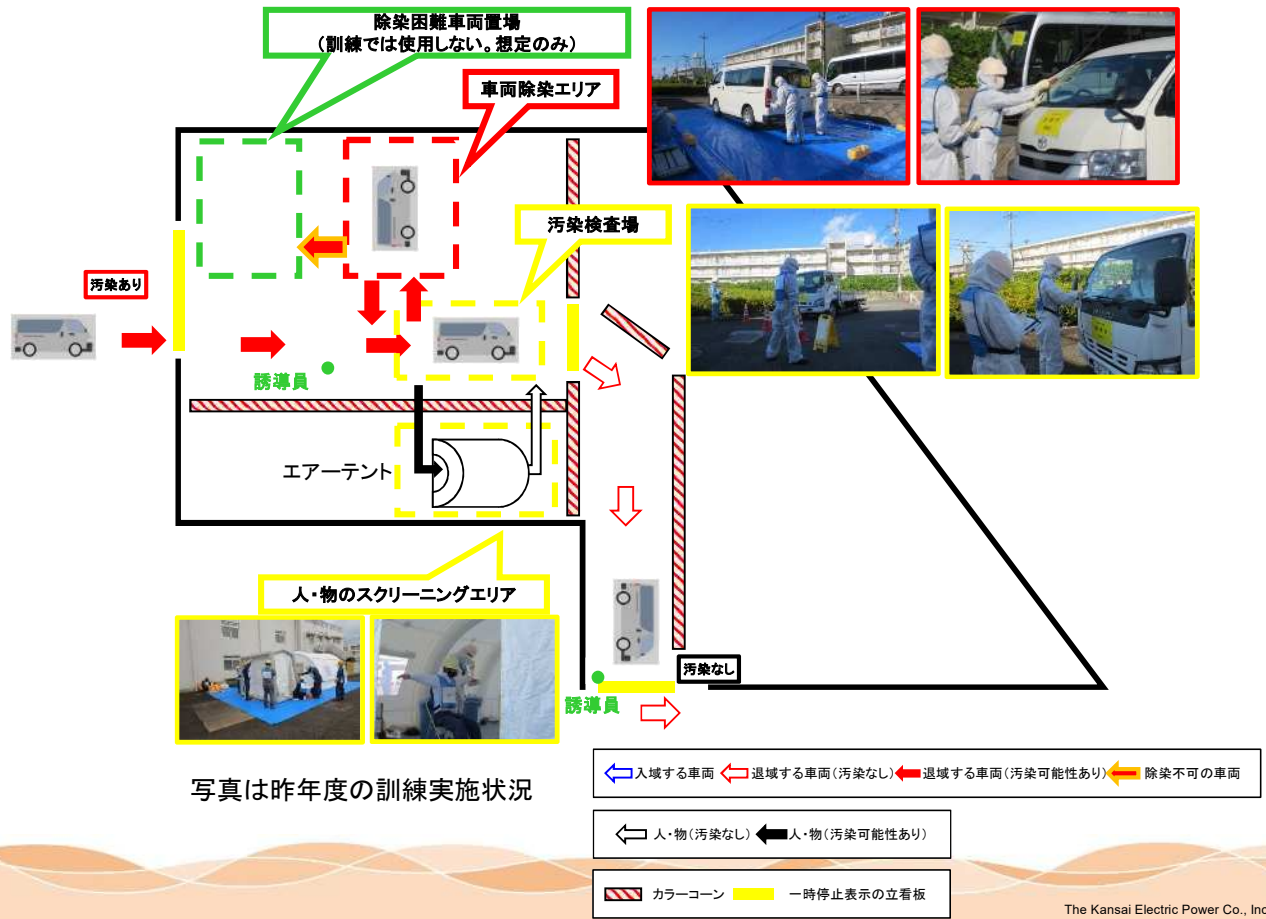 除染困難車両置場
(訓練では使用しない。想定のみ)
車両除染エリア
汚染検査場
汚染あり
誘導員
エアーテント
人・物のスクリーニングエリア
汚染なし
誘導員
写真は昨年度の訓練実施状況
入域する車両 退域する車両(汚染なし) 退域する車両(汚染可能性あり) 除染不可の車両
人・物(汚染なし) 人・物(汚染可能性あり)
カラーコーン 一時停止表示の立看板
The Kansai Electric Power Co., Inc